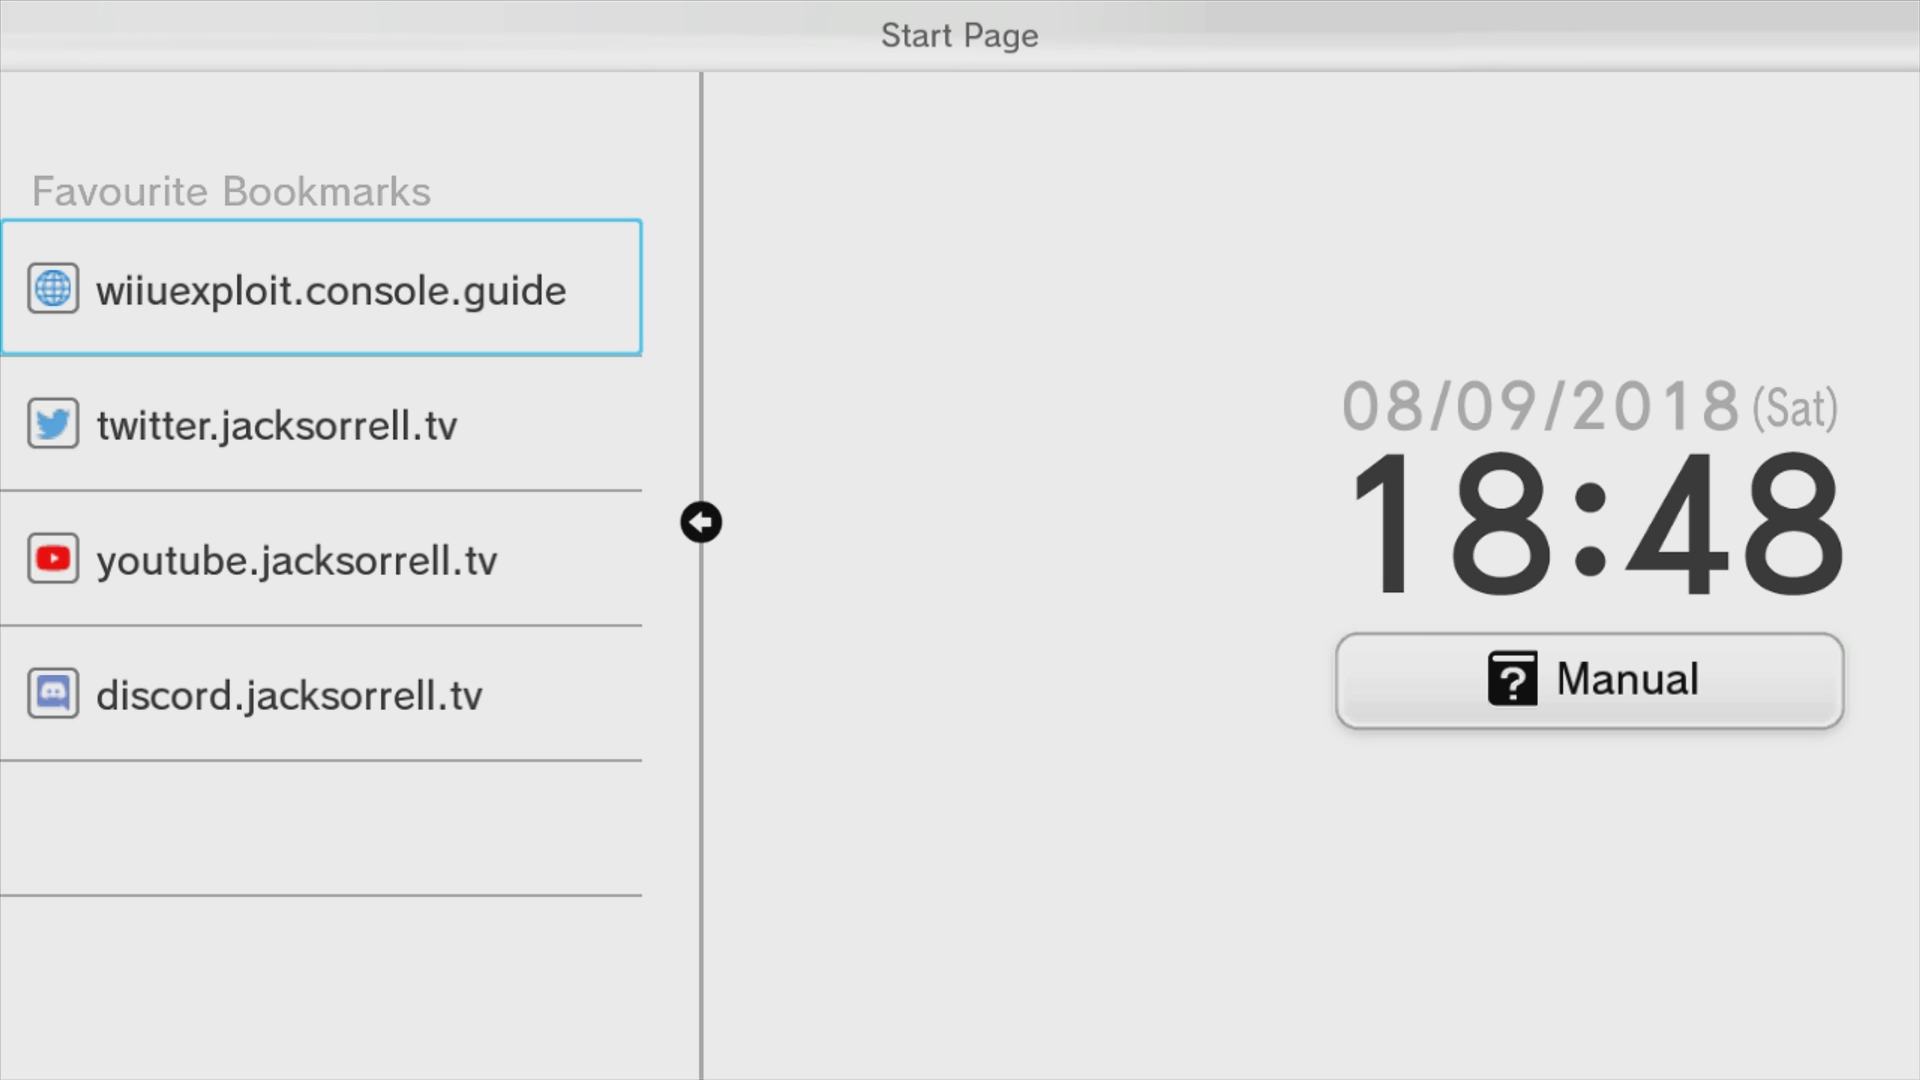 Start Page
Favourite Bookmarks
wiiuexploit.console.guide
twitter.jacksorrell.tv
youtube.jacksorrell.tv
discord.jacksorrell.tv
08/09/2018 (Sat)
18:48
Manual